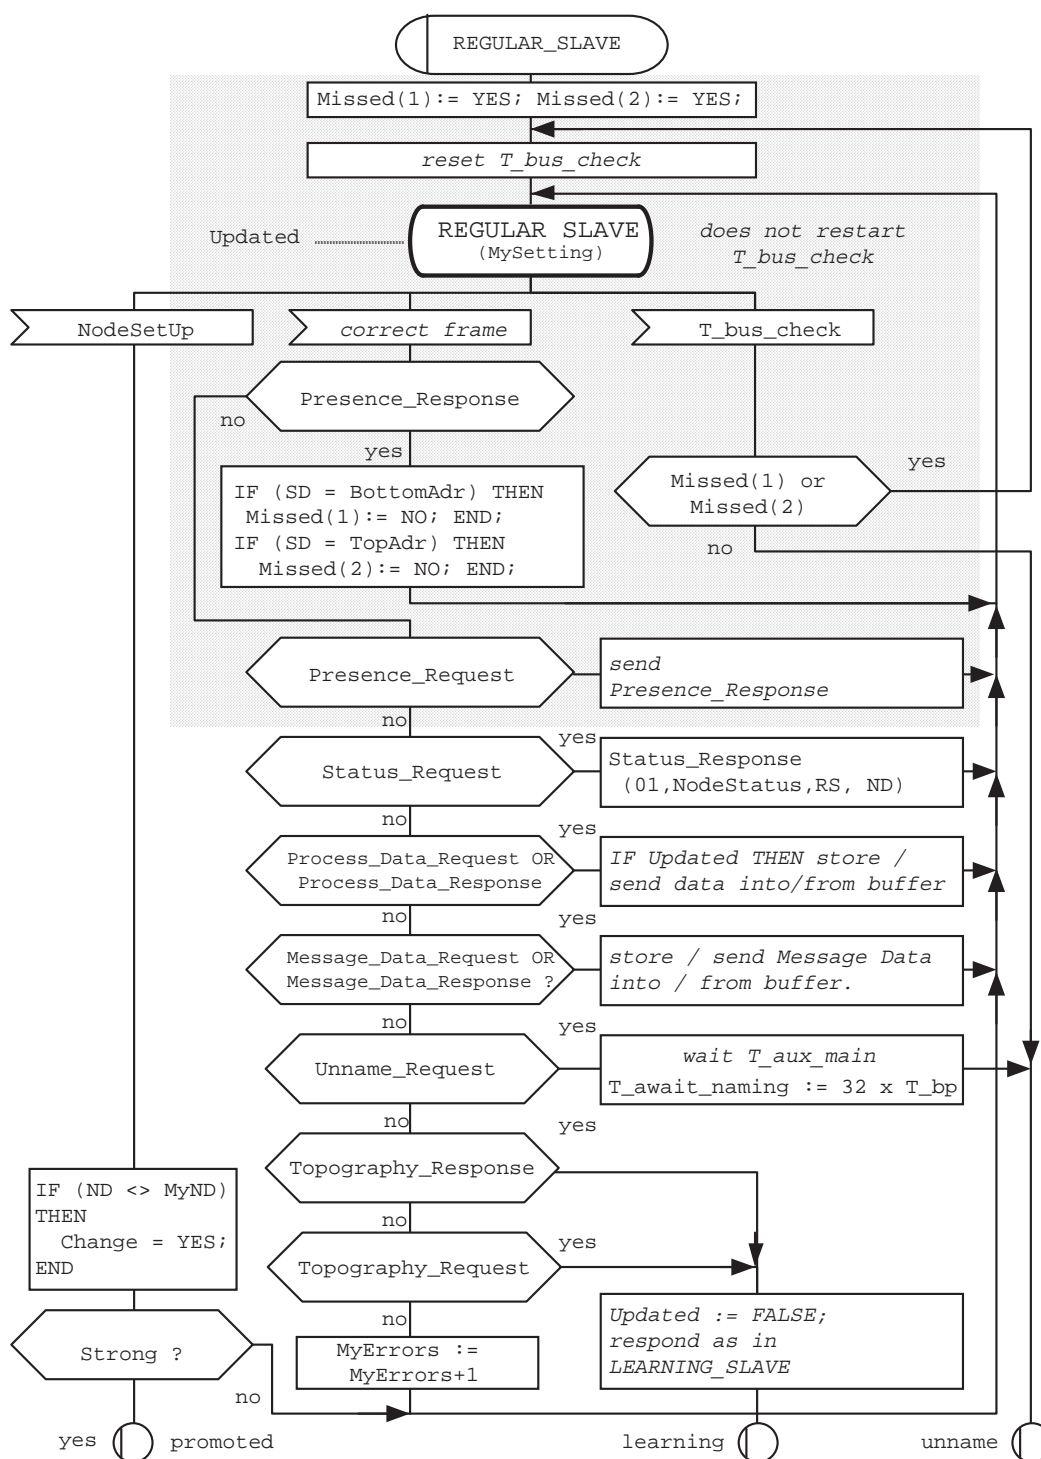 REGULAR_SLAVE
Missed(1):= YES; Missed(2):= YES;
reset T_bus_check
Updated
REGULAR SLAVE
(MySetting)
does not restart
T_bus_check
NodeSetUp
correct frame
T_bus_check
Presence_Response
no
yes
IF (SD = BottomAdr) THEN
Missed(1):= NO; END;
IF (SD = TopAdr) THEN
Missed(2):= NO; END;
Missed(1) or
Missed(2)
yes
no
Presence_Request
send
Presence_Response
no
yes
Status_Request
Status_Response
(01,NodeStatus,RS, ND)
no
yes
Process_Data_Request OR
Process_Data_Response
IF Updated THEN store /
send data into/from buffer
no
yes
Message_Data_Request OR
Message_Data_Response ?
store / send Message Data
into / from buffer.
no
yes
Unname_Request
wait T_aux_main
T_await_naming := 32 x T_bp
no
yes
Topography_Response
IF (ND <> MyND)
THEN
Change = YES;
END
no
yes
Topography_Request
no
Updated := FALSE;
respond as in
LEARNING_SLAVE
Strong ?
MyErrors :=
MyErrors+1
no
yes
promoted
learning
unname